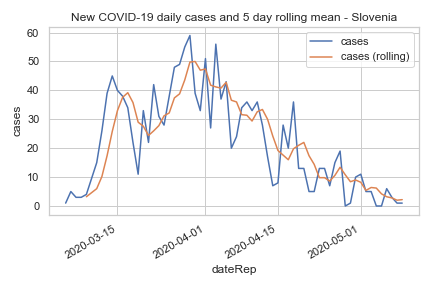 New COVID-19 daily cases and 5 day rolling mean - Slovenia
cases
cases (rolling)
60
50
40
30
20
10
0
cases
2020-03-15
2020-04-01
2020-04-15
2020-05-01
dateRep